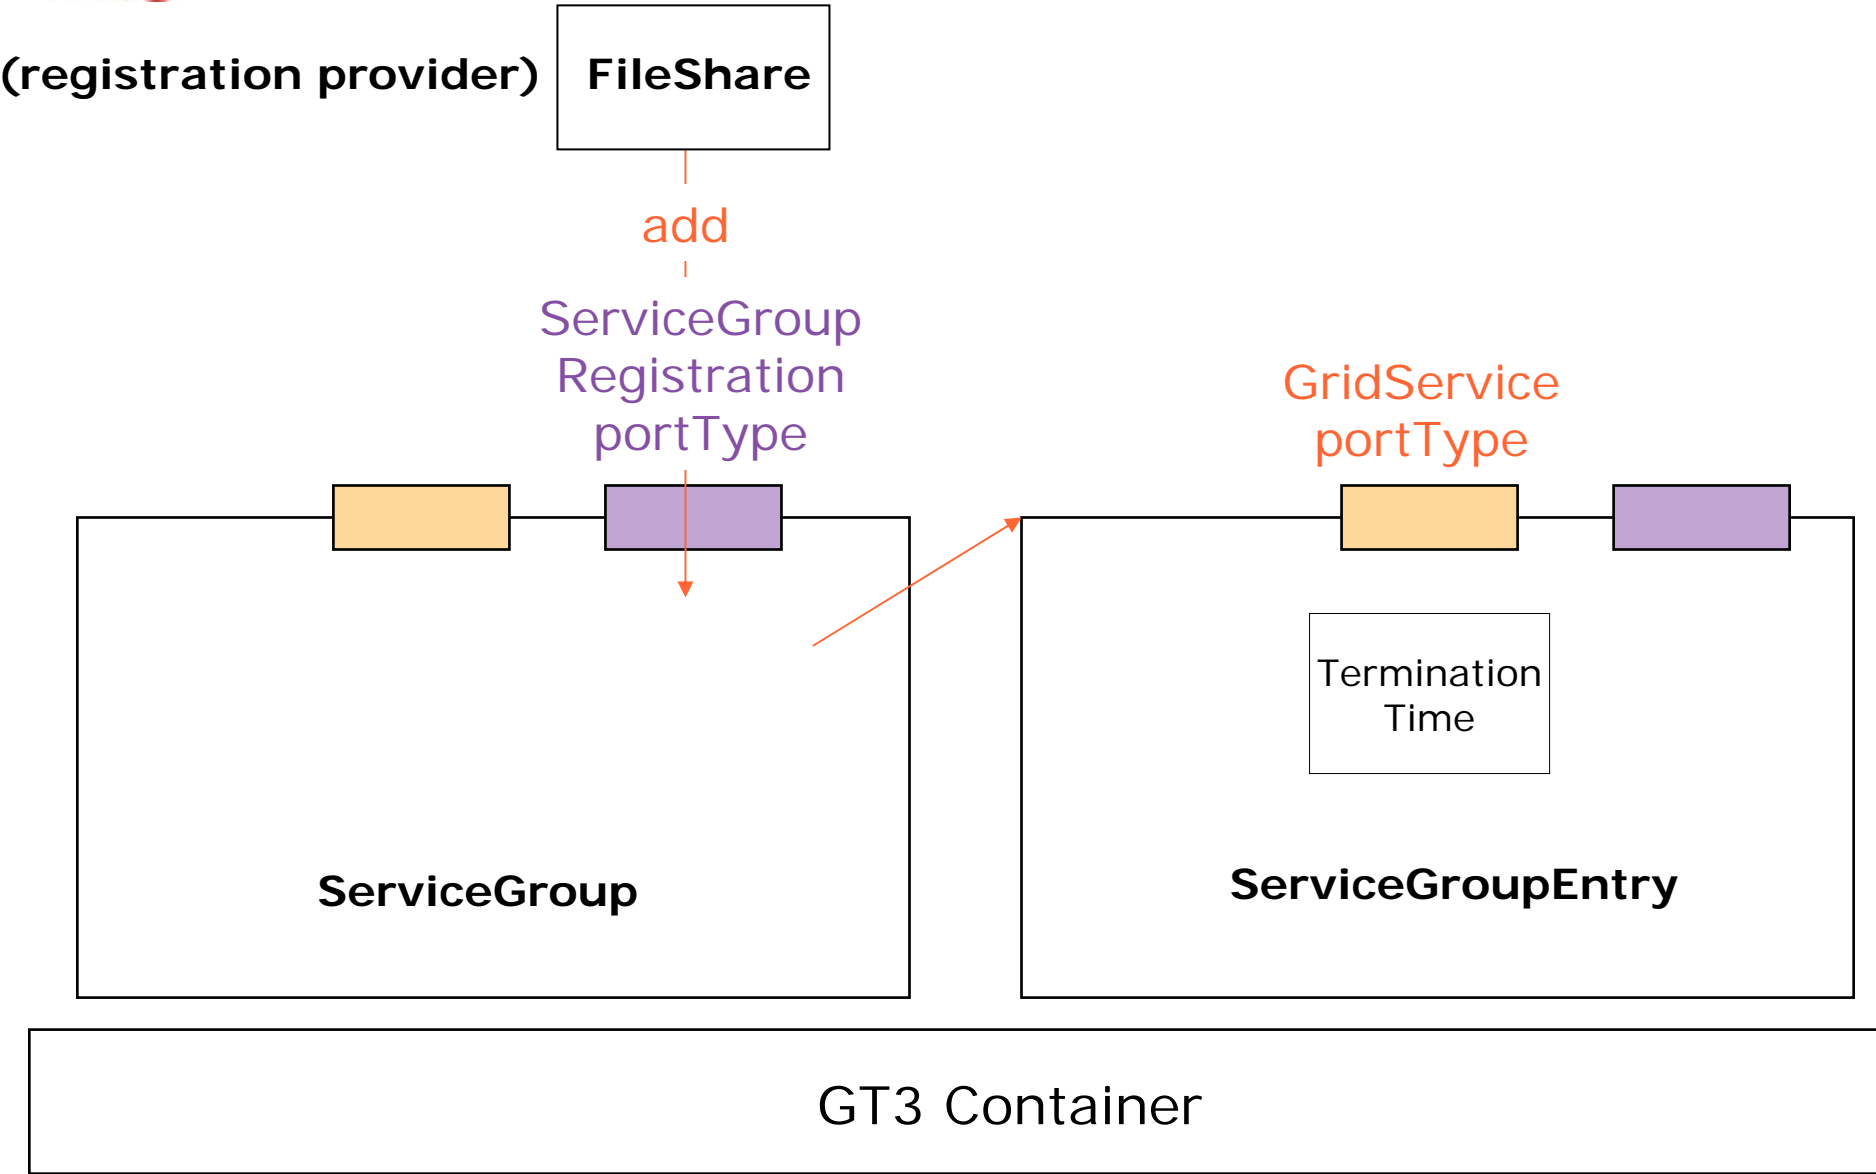 (registration provider) FileShare
add
ServiceGroup
Registration
portType
GridService
portType
Termination
Time
ServiceGroup
ServiceGroupEntry
GT3 Container